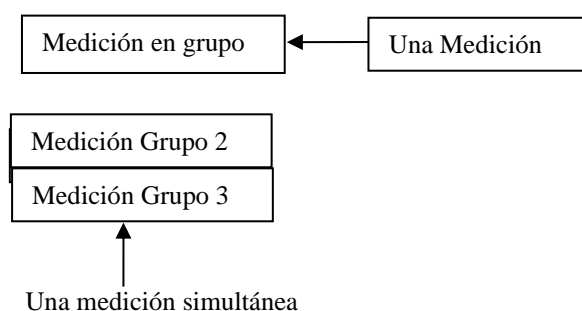 Medición en grupo
Una Medición
Medición Grupo 2
Medición Grupo 3
Una medición simultánea